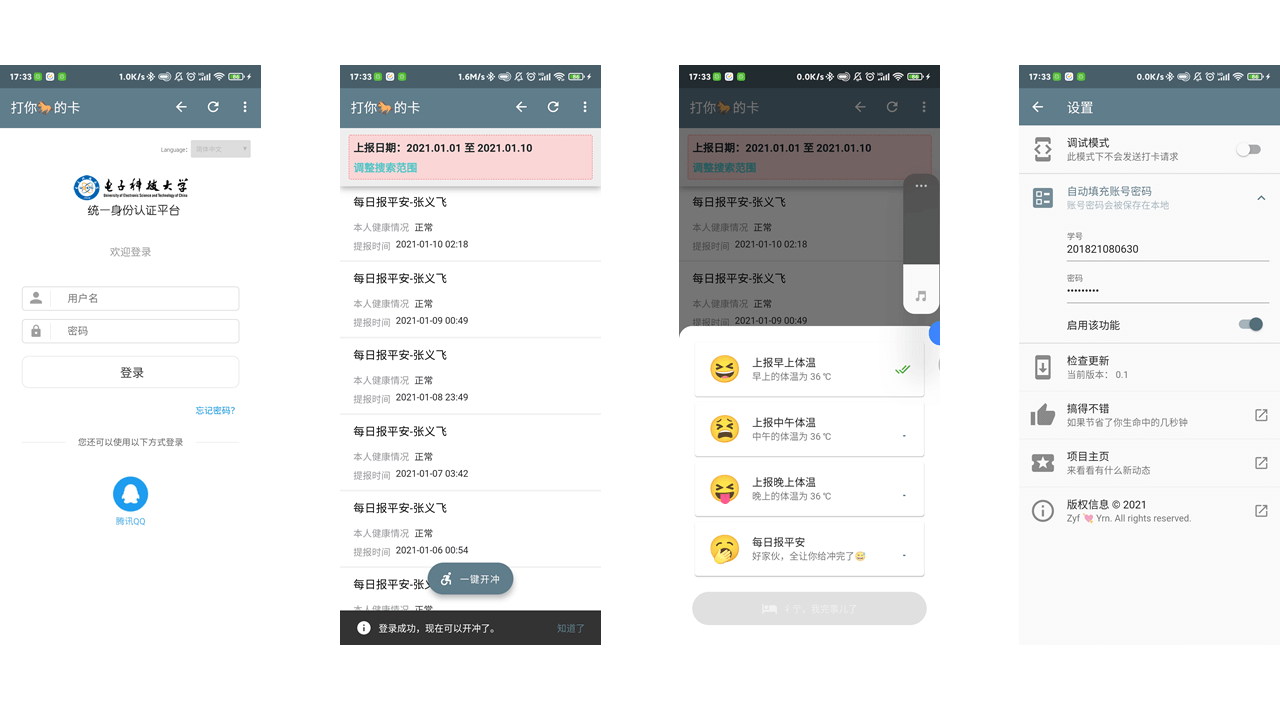 17:33 1.0K/s 86
打你🐎的卡
Language: 简体中文
电子科技大学
University of Electronic Science and Technology of China
统一身份认证平台
欢迎登录
用户名
密码
登录
忘记密码?
您还可以使用以下方式登录
腾讯QQ
17:33 1.6M/s 86
打你🐎的卡
上报日期：2021.01.01 至 2021.01.10
调整搜索范围
每日报平安-张义飞
本人健康情况 正常
提报时间 2021-01-10 02:18
每日报平安-张义飞
本人健康情况 正常
提报时间 2021-01-09 00:49
每日报平安-张义飞
本人健康情况 正常
提报时间 2021-01-08 23:49
每日报平安-张义飞
本人健康情况 正常
提报时间 2021-01-07 03:42
每日报平安-张义飞
本人健康情况 正常
提报时间 2021-01-06 00:54
每日报平安-张义飞
本人健康情况 正常
一键开冲
登录成功，现在可以开冲了。 知道了
17:33 0.0K/s 86
打你🐎的卡
上报日期：2021.01.01 至 2021.01.10
调整搜索范围
每日报平安-张义飞
本人健康情况 正常
提报时间 2021-01-10 02:18
每日报平安-张义飞
本人健康情况 正常
提报时间 2021-01-09 00:49
上报早上体温
早上的体温为 36 ℃
上报中午体温
中午的体温为 36 ℃
-
上报晚上体温
晚上的体温为 36 ℃
-
每日报平安
好家伙，全让你给冲完了😅
-
17:33 0.0K/s 86
设置
调试模式
此模式下不会发送打卡请求
自动填充账号密码
账号密码会被保存在本地
学号
201821080630
密码
•••••••••
启用该功能
检查更新
当前版本： 0.1
搞得不错
如果节省了你生命中的几秒钟
项目主页
来看看有什么新动态
版权信息 © 2021
Zyf 💘 Yrn. All rights reserved.